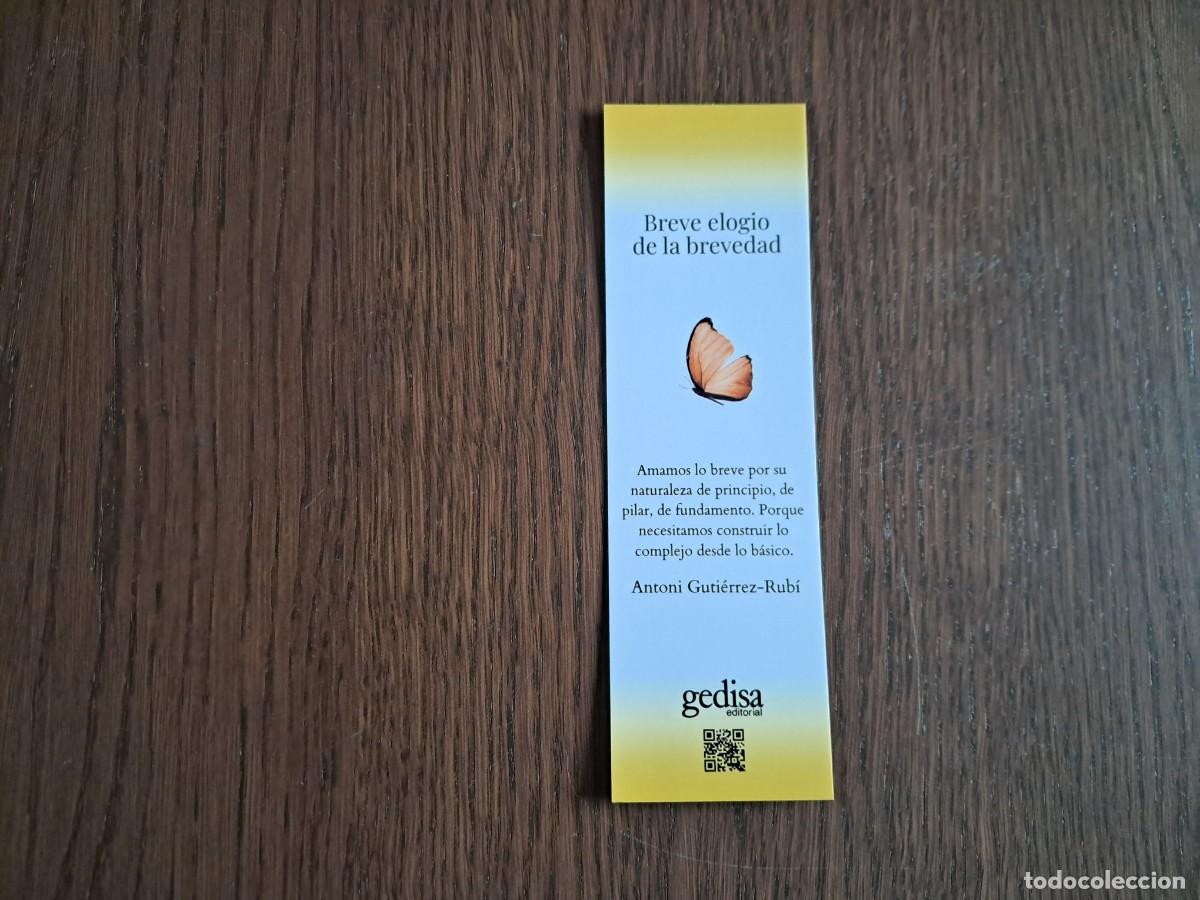 Breve elogio
de la brevedad
Amamos lo breve por su
naturaleza de principio, de
pilar, de fundamento. Porque
necesitamos construir lo
complejo desde lo básico.
Antoni Gutiérrez-Rubí
gedisa
editorial
todocoleccion